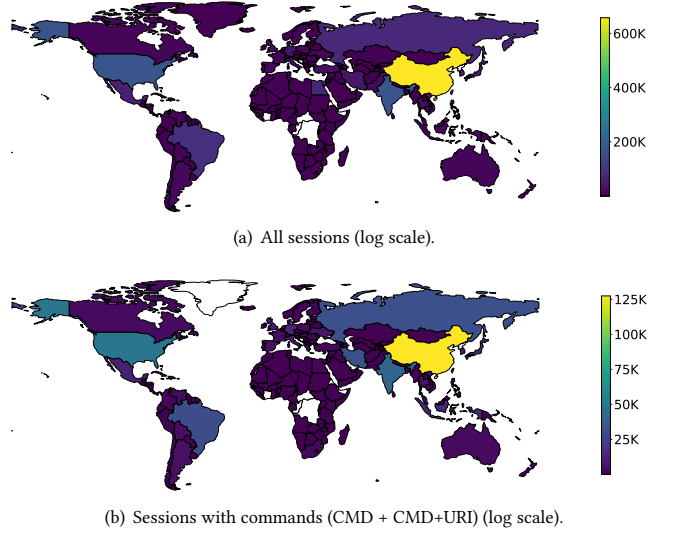 600K
400K
200K
(a) All sessions (log scale).
125K
100K
75K
50K
25K
(b) Sessions with commands (CMD + CMD+URI) (log scale).